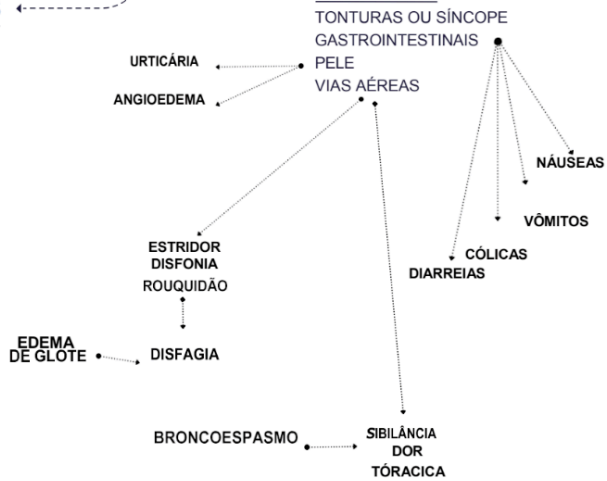 TONTURAS OU SÍNCOPE
GASTROINTESTINAIS
PELE
VIAS AÉREAS
URTICÁRIA
ANGIOEDEMA
NÁUSEAS
VÔMITOS
CÓLICAS
DIARREIAS
ESTRIDOR
DISFONIA
ROUQUIDÃO
EDEMA
DE GLOTE
DISFAGIA
BRONCOESPASMO
SIBILÂNCIA
DOR
TÓRACICA